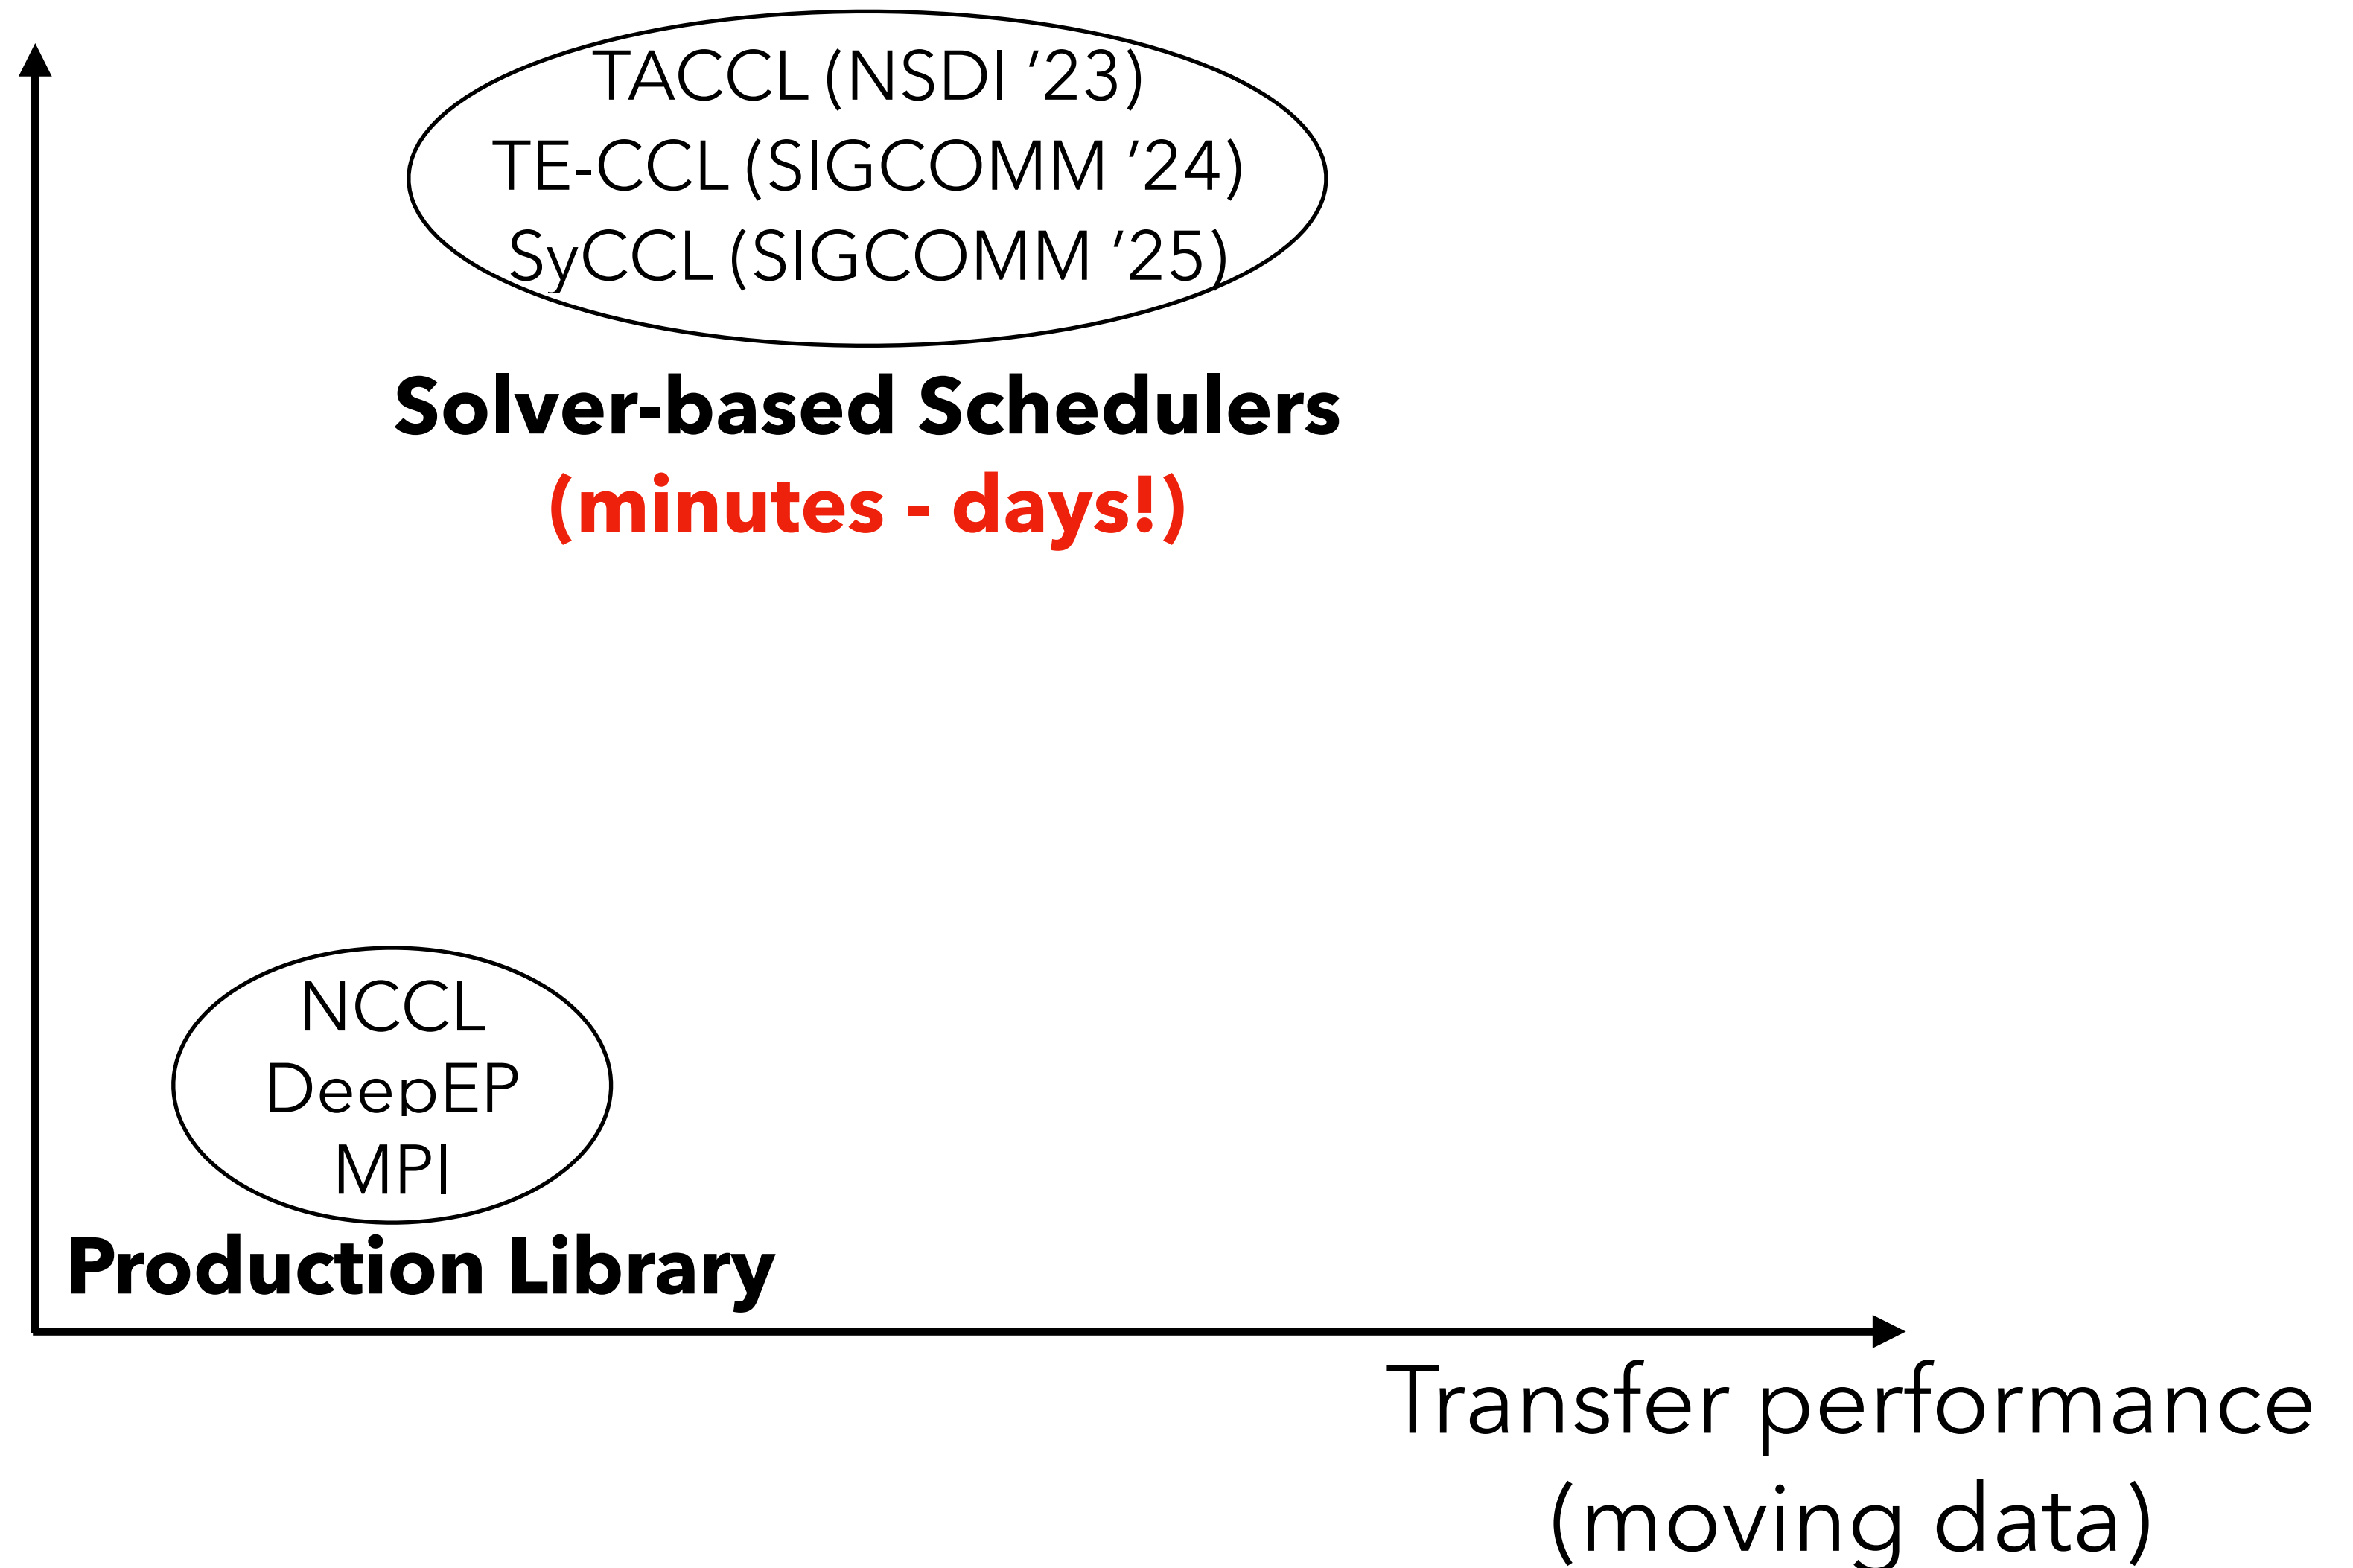 TACCL (NSDI ’23)
TE-CCL (SIGCOMM ’24)
SyCCL (SIGCOMM ’25)
Solver-based Schedulers
(minutes - days!)
NCCL
DeepEP
MPI
Production Library
Transfer performance
(moving data)